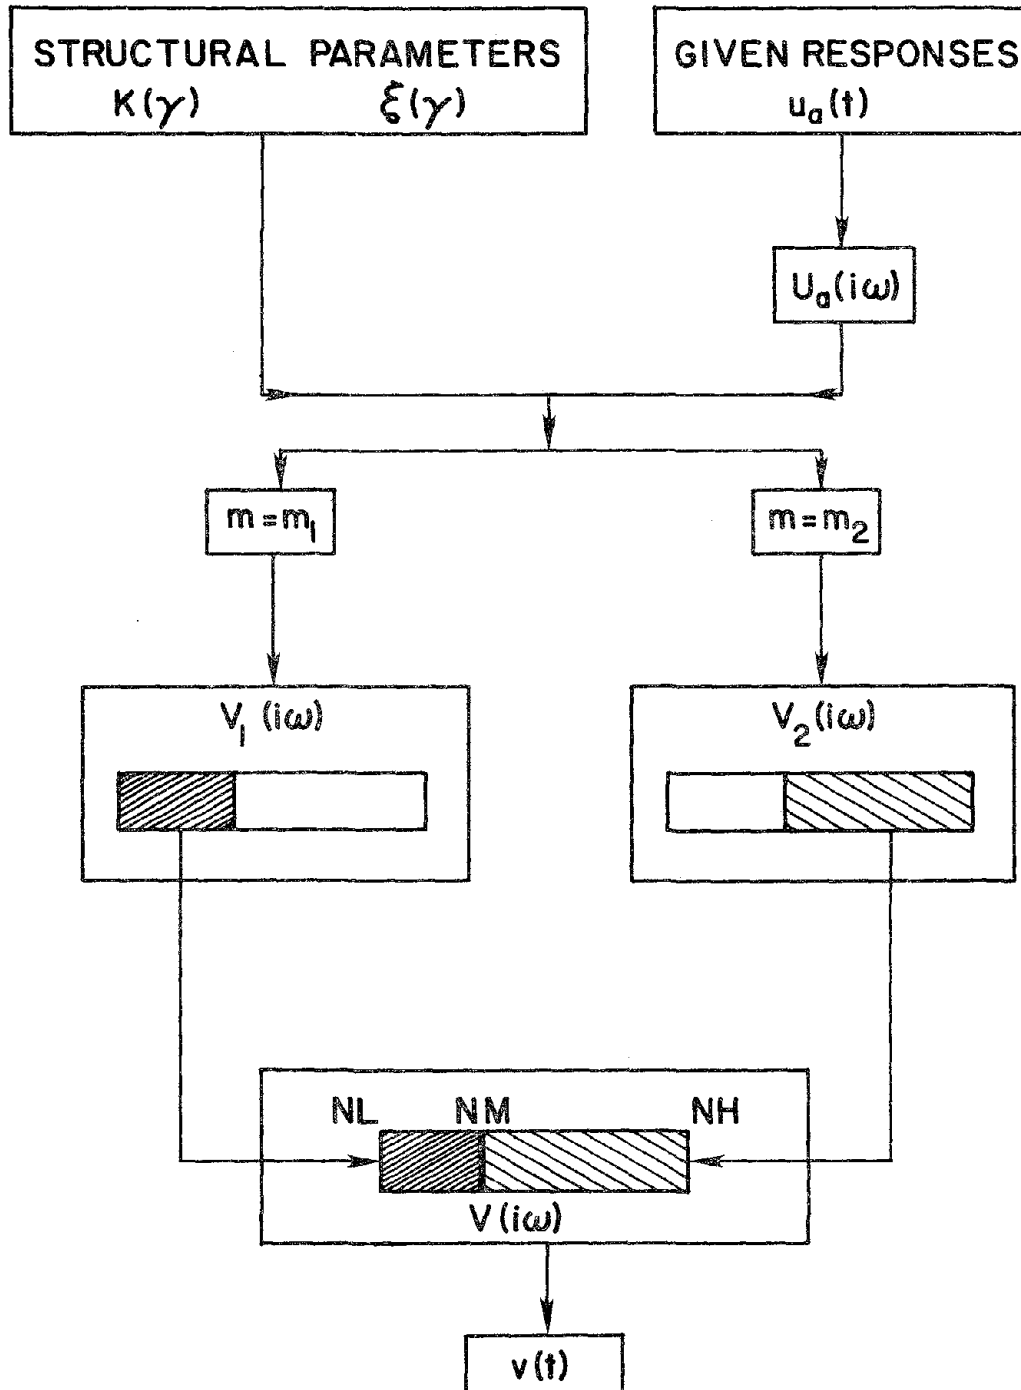 STRUCTURAL PARAMETERS
K(γ) ξ(γ)
GIVEN RESPONSES
u_a(t)
U_a(iω)
m=m_1
m=m_2
V_1(iω)
V_2(iω)
NL NM NH
V(iω)
v(t)